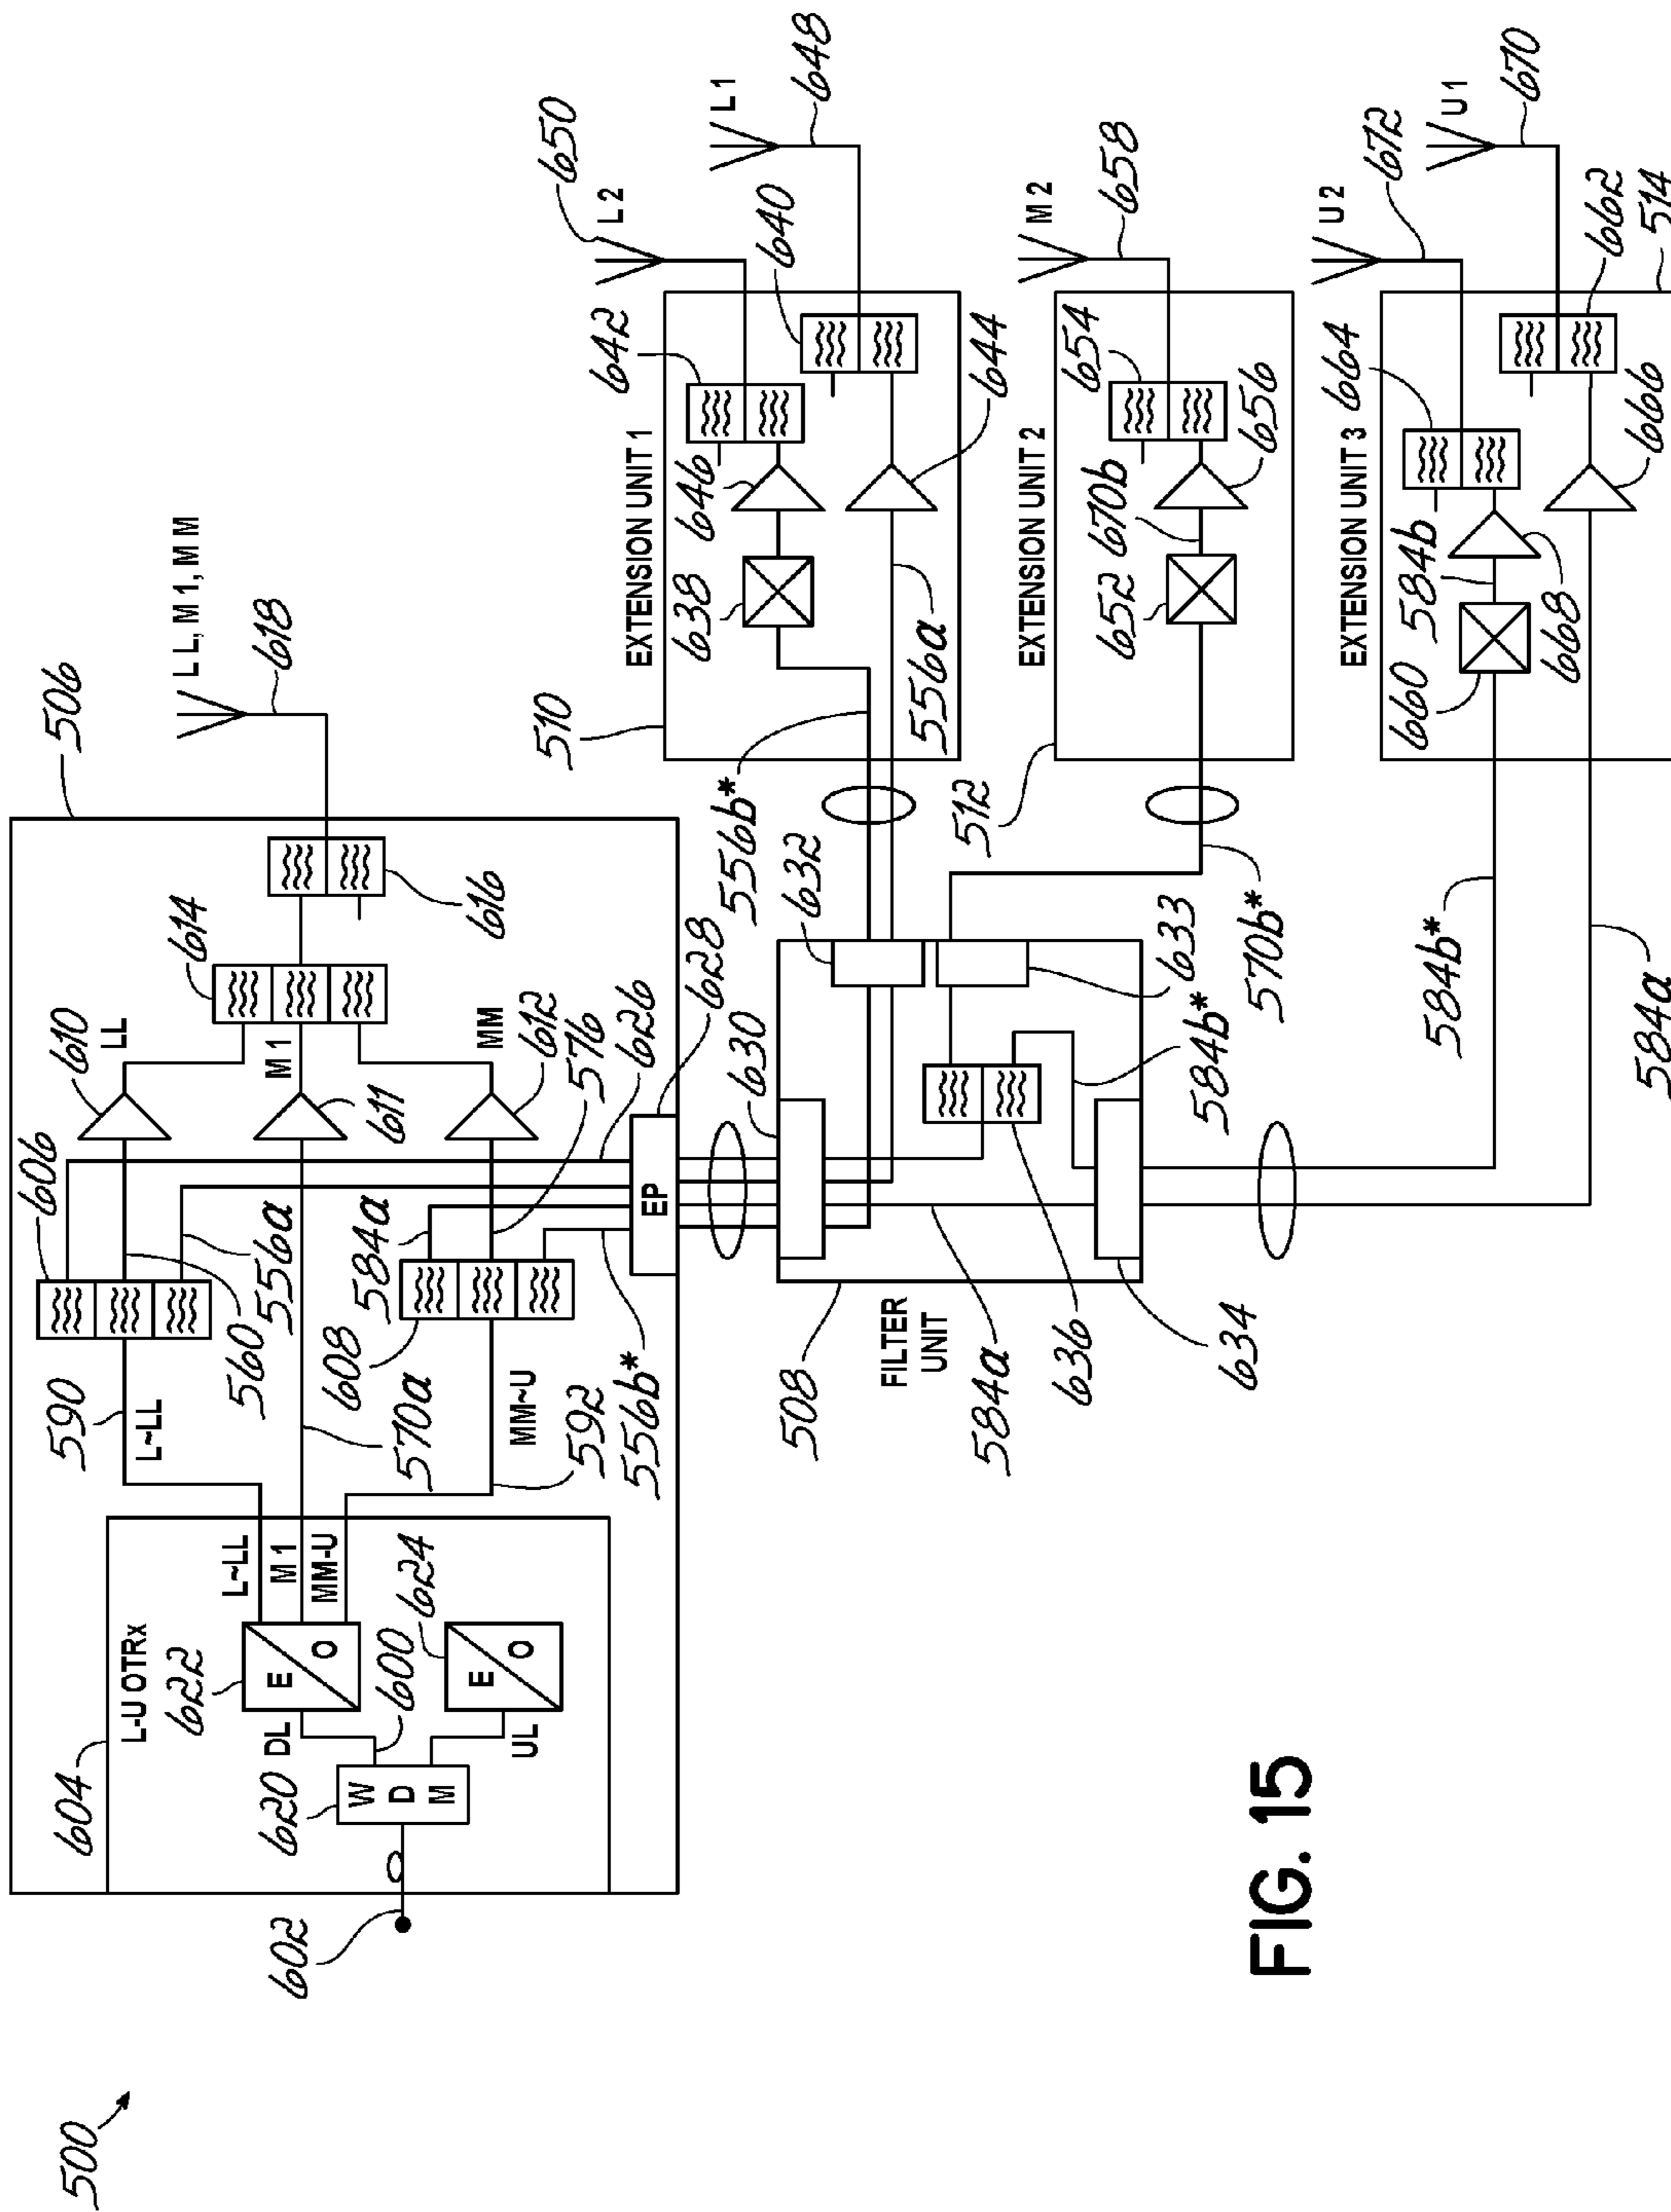 500
506
604
L-U OTRx
602
620
W
D
M
DL
UL
600
622
E
O
624
E
O
L~LL
M1
MM-U
590
L~LL
606
560
556a
570a
608
584a
MM~U
592
556b*
610
LL
M1
611
MM
612
576
626
628
EP
614
616
618
LL, M1, MM
508
FILTER
UNIT
630
632
633
634
636
584a
584b*
556b*
510
EXTENSION UNIT 1
638
646
642
640
644
556a
650
L2
L1
648
512
EXTENSION UNIT 2
570b*
652
670b
654
656
M2
658
EXTENSION UNIT 3
584b*
584a
660
584b
668
664
666
662
514
U2
672
U1
670
FIG. 15